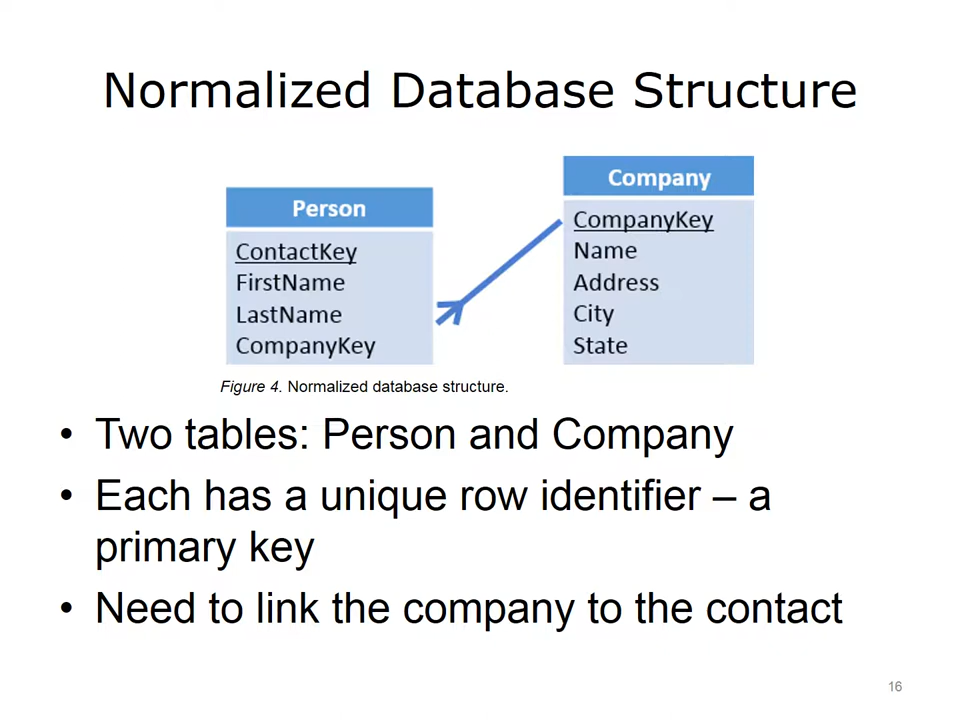 Normalized Database Structure
Person
ContactKey
FirstName
LastName
CompanyKey
Company
CompanyKey
Name
Address
City
State
Figure 4. Normalized database structure.
• Two tables: Person and Company
• Each has a unique row identifier – a
primary key
• Need to link the company to the contact
16